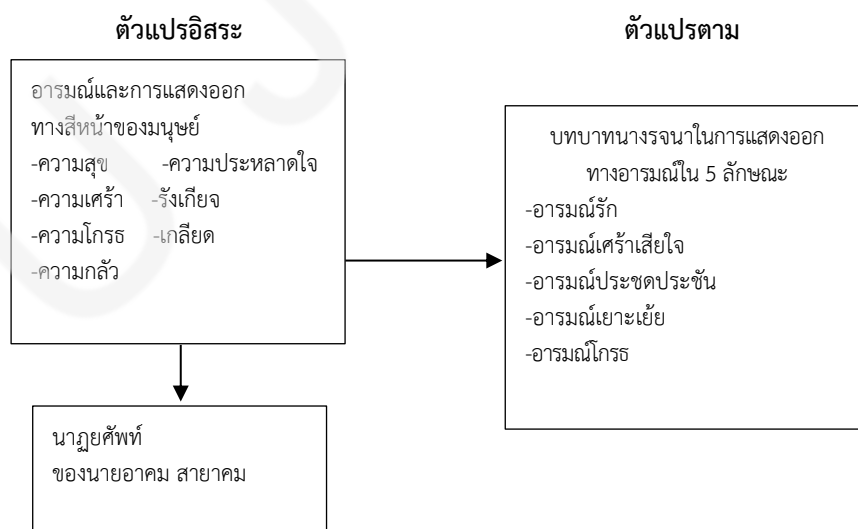 ตัวแปรอิสระ
อารมณ์และการแสดงออก
ทางสีหน้าของมนุษย์
-ความสุข -ความประหลาดใจ
-ความเศร้า -รังเกียจ
-ความโกรธ -เกลียด
-ความกลัว
นาฏยศัพท์
ของนายอาคม สายาคม
ตัวแปรตาม
บทบาทนางรจนาในการแสดงออก
ทางอารมณ์ใน 5 ลักษณะ
-อารมณ์รัก
-อารมณ์เศร้าเสียใจ
-อารมณ์ประชดประชัน
-อารมณ์เยาะเย้ย
-อารมณ์โกรธ